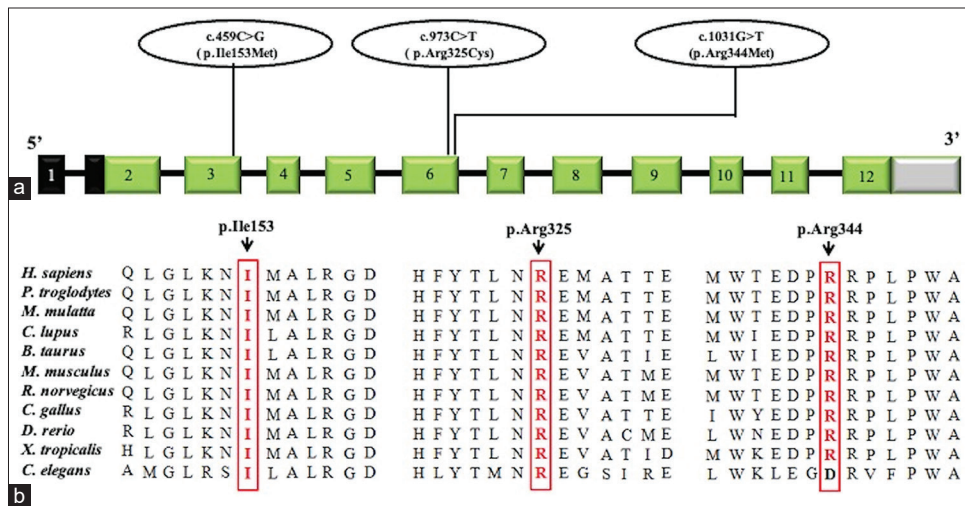 c.459C>G
( p.Ile153Met)
c.973C>T
( p.Arg325Cys)
c.1031G>T
(p.Arg344Met)
5’
3’
1 2 3 4 5 6 7 8 9 10 11 12
a
p.Ile153 p.Arg325 p.Arg344
H. sapiens Q L G L K N I M A L R G D H F Y T L N R E M A T T E M W T E D P R R P L P W A
P. troglodytes Q L G L K N I M A L R G D H F Y T L N R E M A T T E M W T E D P R R P L P W A
M. mulatta Q L G L K N I M A L R G D H F Y T L N R E M A T T E M W T E D P R R P L P W A
C. lupus R L G L K N I L A L R G D H F Y T L N R E M A T T E M W I E D P R R P L P W A
B. taurus Q L G L K N I L A L R G D H F Y T L N R E V A T I E L W I E D P R R P L P W A
M. musculus Q L G L K N I M A L R G D H F Y T L N R E V A T M E M W T E D P R R P L P W A
R. norvegicus Q L G L K N I M A L R G D H F Y T L N R E V A T M E M W T E D P R R P L P W A
C. gallus R L G L K N I M A L R G D H F Y T L N R E V A T T E I W Y E D P R R P L P W A
D. rerio R L G L K N I M A L R G D H F Y T L N R E V A C M E L W N E D P R R P L P W A
X. tropicalis H L G L K N I M A L R G D H F Y T L N R E V A T I D M W K E D P R R P L P W A
C. elegans A M G L R S I L A L R G D H L Y T M N R E G S I R E L W K L E G D R V F P W A
b